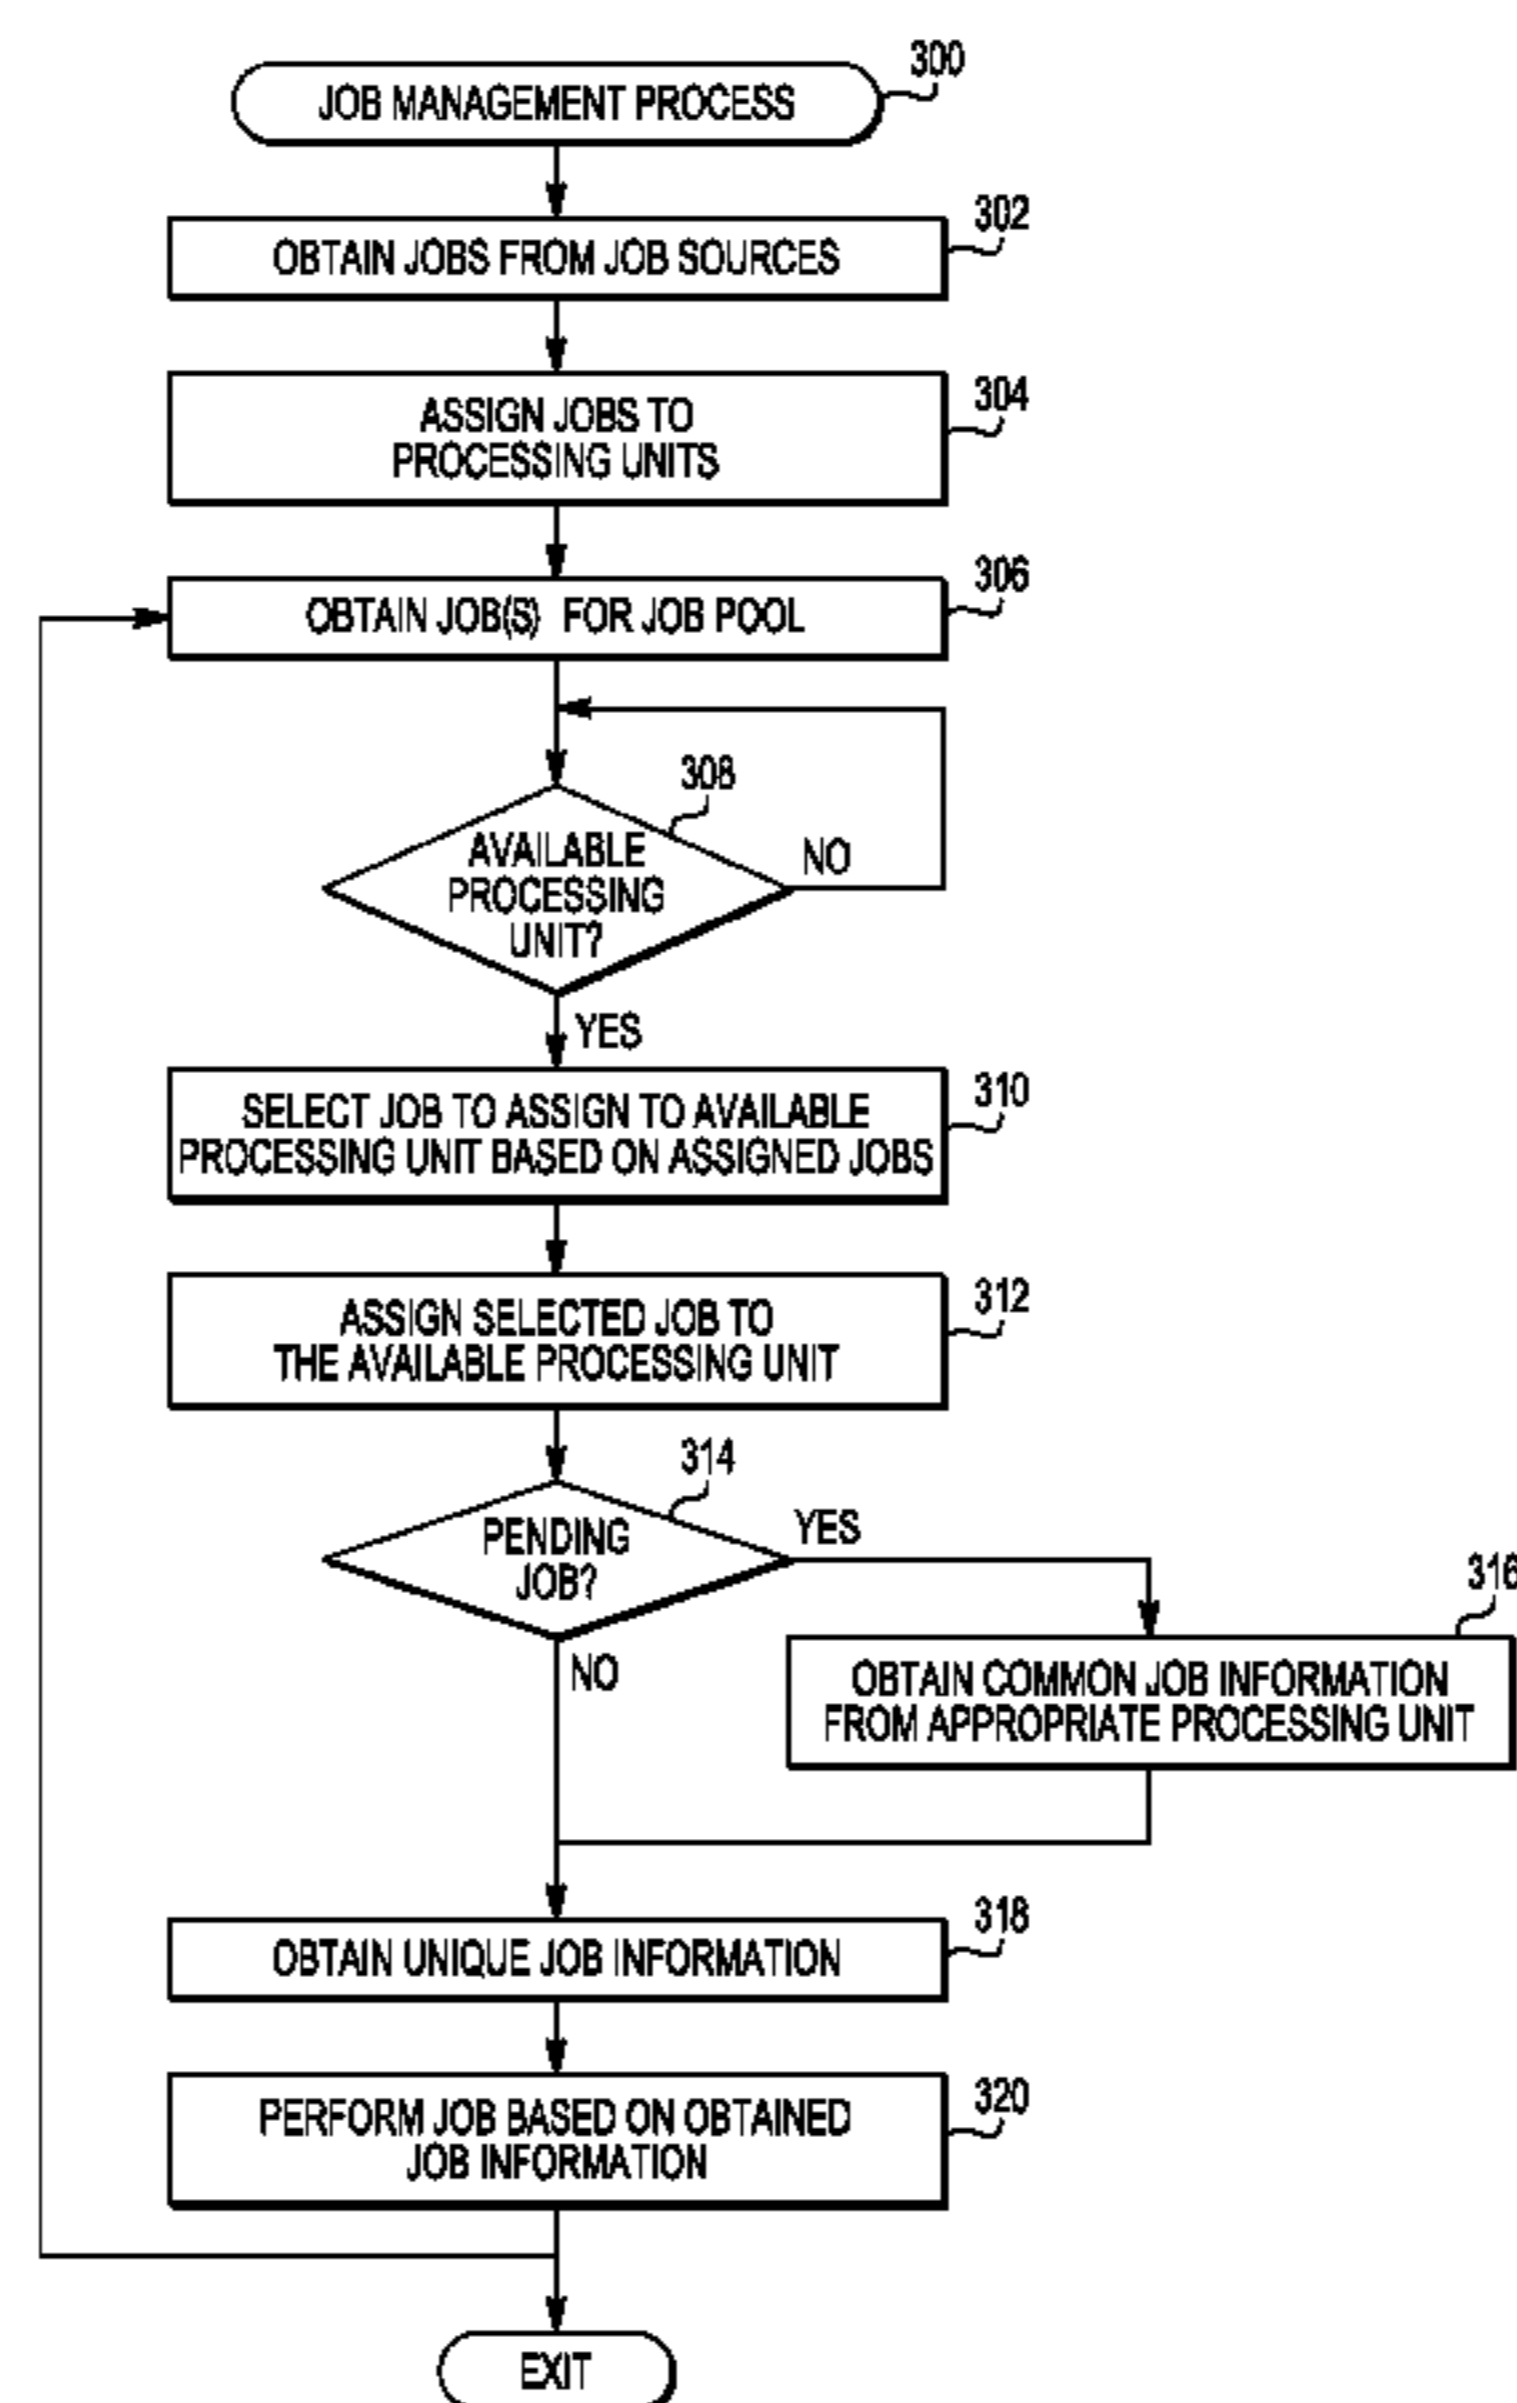 300
JOB MANAGEMENT PROCESS
302
OBTAIN JOBS FROM JOB SOURCES
304
ASSIGN JOBS TO
PROCESSING UNITS
306
OBTAIN JOB(S) FOR JOB POOL
308
AVAILABLE
PROCESSING
UNIT?
NO
YES
310
SELECT JOB TO ASSIGN TO AVAILABLE
PROCESSING UNIT BASED ON ASSIGNED JOBS
312
ASSIGN SELECTED JOB TO
THE AVAILABLE PROCESSING UNIT
314
PENDING
JOB?
YES
NO
316
OBTAIN COMMON JOB INFORMATION
FROM APPROPRIATE PROCESSING UNIT
318
OBTAIN UNIQUE JOB INFORMATION
320
PERFORM JOB BASED ON OBTAINED
JOB INFORMATION
EXIT